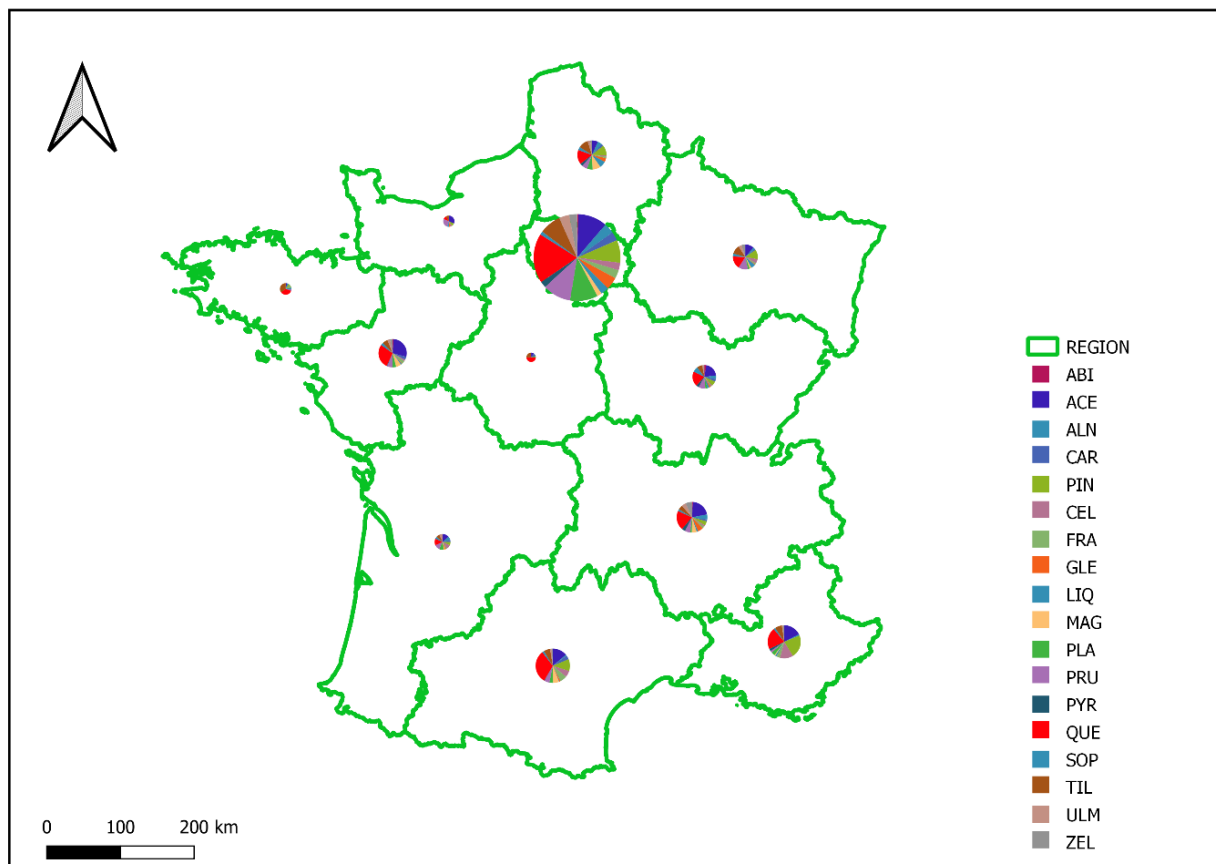 REGION
ABI
ACE
ALN
CAR
PIN
CEL
FRA
GLE
LIQ
MAG
PLA
PRU
PYR
QUE
SOP
TIL
ULM
ZEL
0 100 200 km